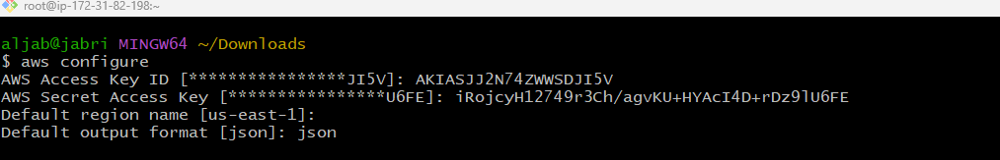 root@ip-172-31-82-198:~
aljab@jabri MINGW64 ~/Downloads
$ aws configure
AWS Access Key ID [****************JI5V]: AKIASJJ2N74ZWWSDJI5V
AWS Secret Access Key [****************U6FE]: 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
Default region name [us-east-1]:
Default output format [json]: json